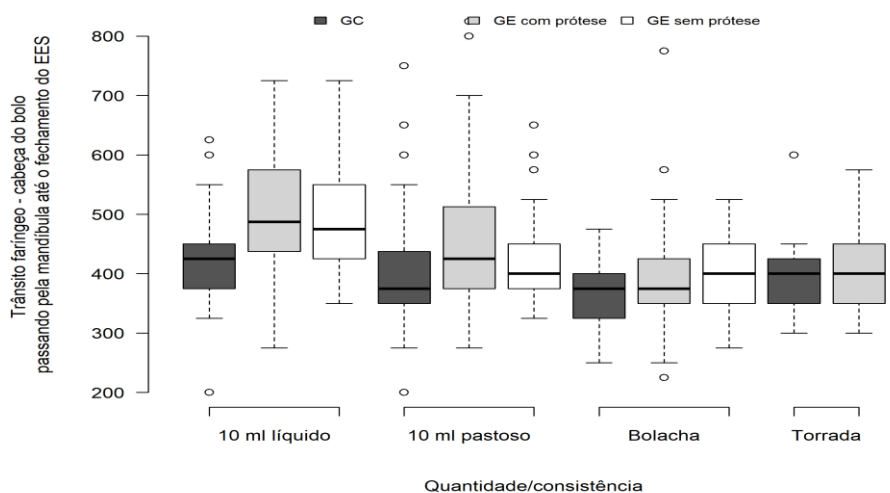 GC GE com prótese GE sem prótese
Trânsito faríngeo - cabeça do bolo
passando pela mandíbula até o fechamento do EES
800
700
600
500
400
300
200
10 ml líquido 10 ml pastoso Bolacha Torrada
Quantidade/consistência